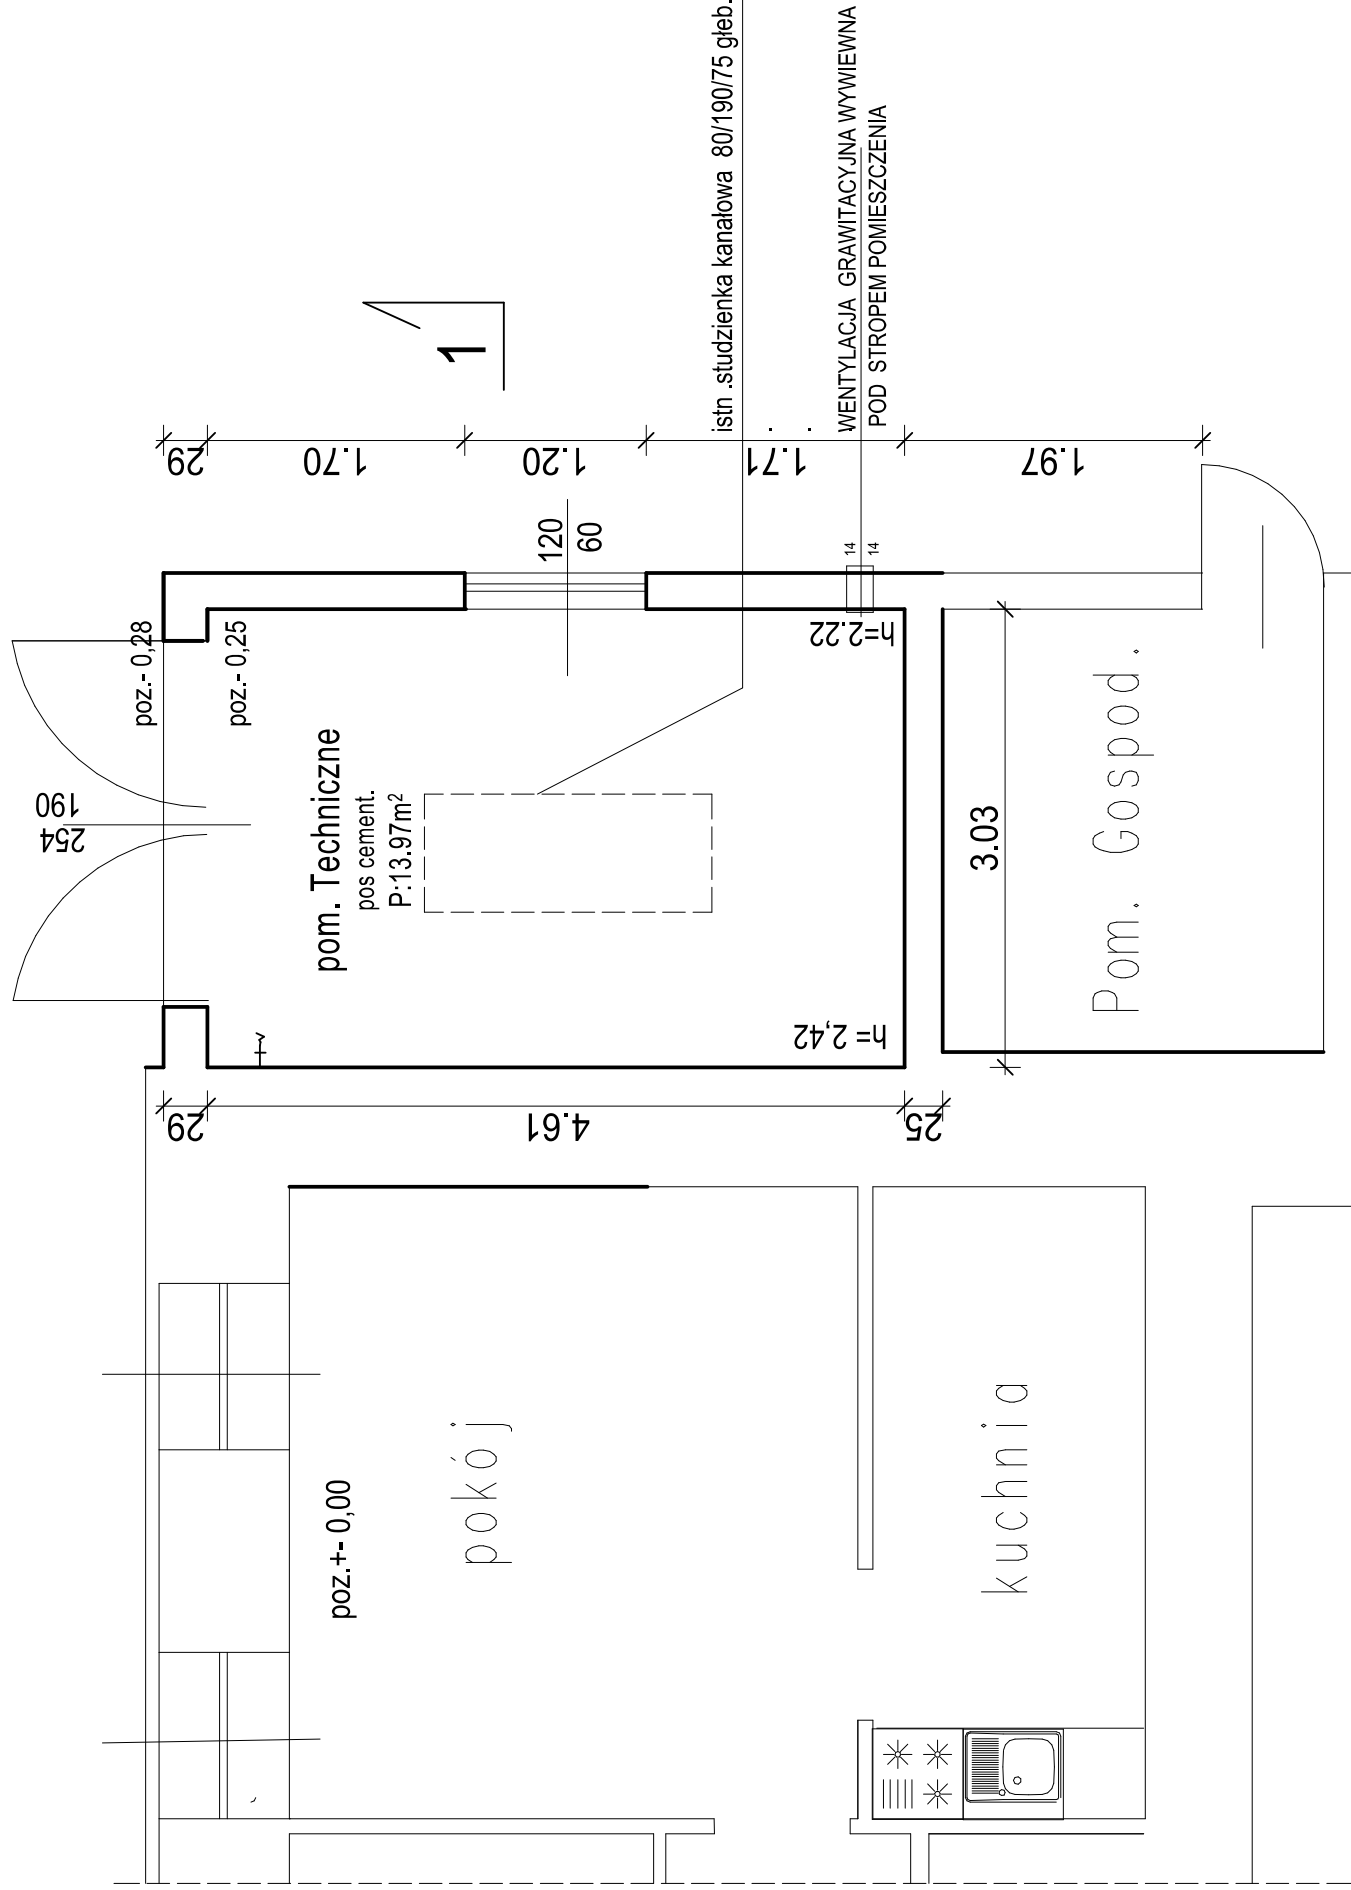 istn .studzienka kanałowa 80/190/75 głęb.
WENTYLACJA GRAWITACYJNA WYWIEWNA
POD STROPEM POMIESZCZENIA
1
29
1.70
1.20
1.71
1.97
120
60
14
14
h=2.22
poz.- 0,28
poz.- 0,25
190
254
pom. Techniczne
pos cement.
P:13.97m²
h= 2,42
3.03
Pom. Gospod.
29
4.61
25
poz.+- 0,00
pokój
kuchnia